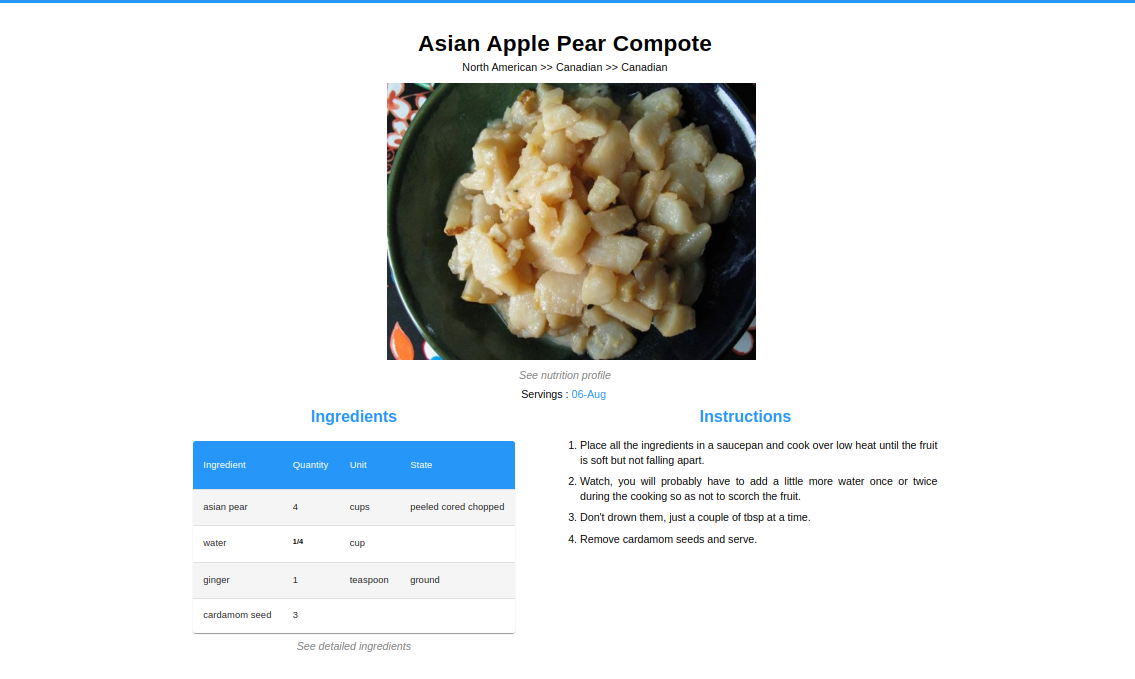 Asian Apple Pear Compote
North American >> Canadian >> Canadian
See nutrition profile
Servings : 06-Aug
Ingredients
Ingredient Quantity Unit State
asian pear 4 cups peeled cored chopped
water 1/4 cup
ginger 1 teaspoon ground
cardamom seed 3
See detailed ingredients
Instructions
1. Place all the ingredients in a saucepan and cook over low heat until the fruit
is soft but not falling apart.
2. Watch, you will probably have to add a little more water once or twice
during the cooking so as not to scorch the fruit.
3. Don't drown them, just a couple of tbsp at a time.
4. Remove cardamom seeds and serve.